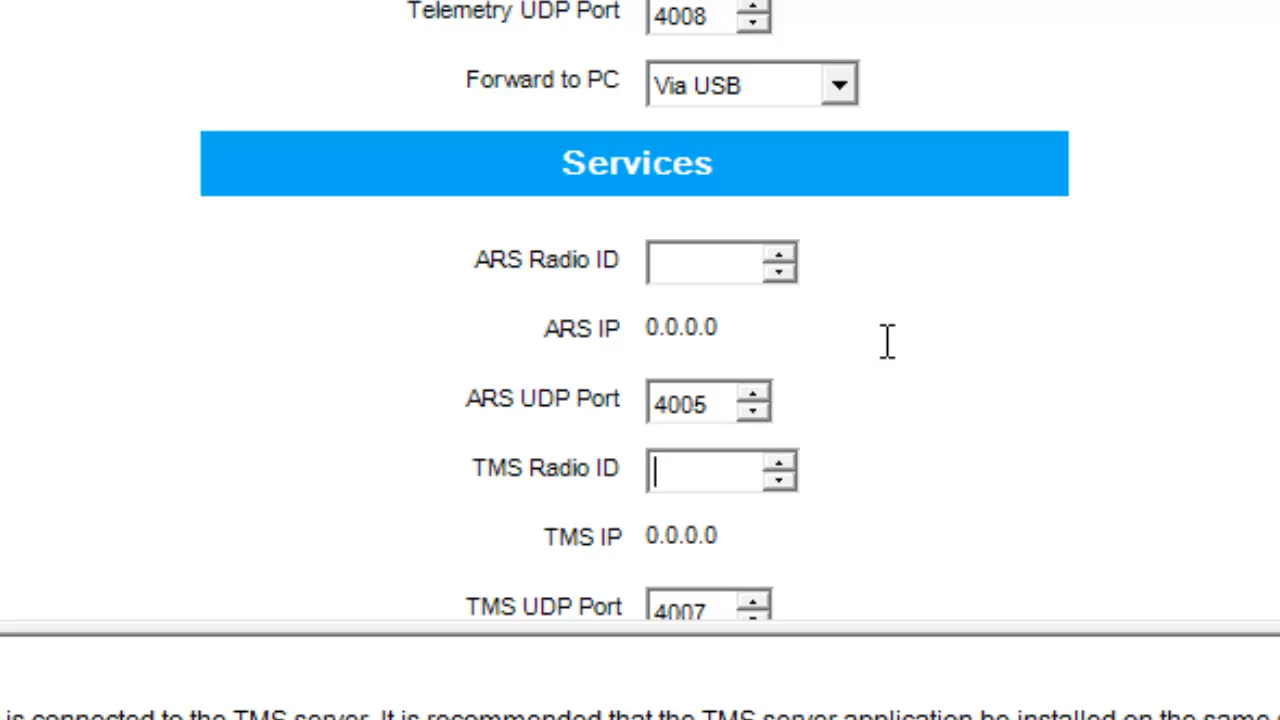 Telemetry UDP Port 4008
Forward to PC Via USB
Services
ARS Radio ID
ARS IP 0.0.0.0
ARS UDP Port 4005
TMS Radio ID
TMS IP 0.0.0.0
TMS UDP Port 4007
is connected to the TMS server. It is recommended that the TMS server application be installed on the same